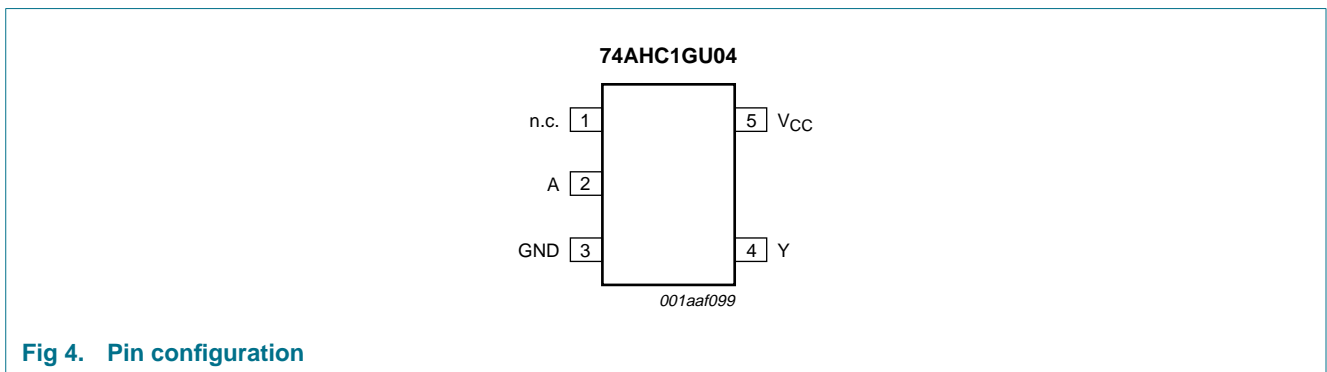 74AHC1GU04
n.c. 1
5 VCC
A 2
GND 3
4 Y
001aaf099
Fig 4. Pin configuration